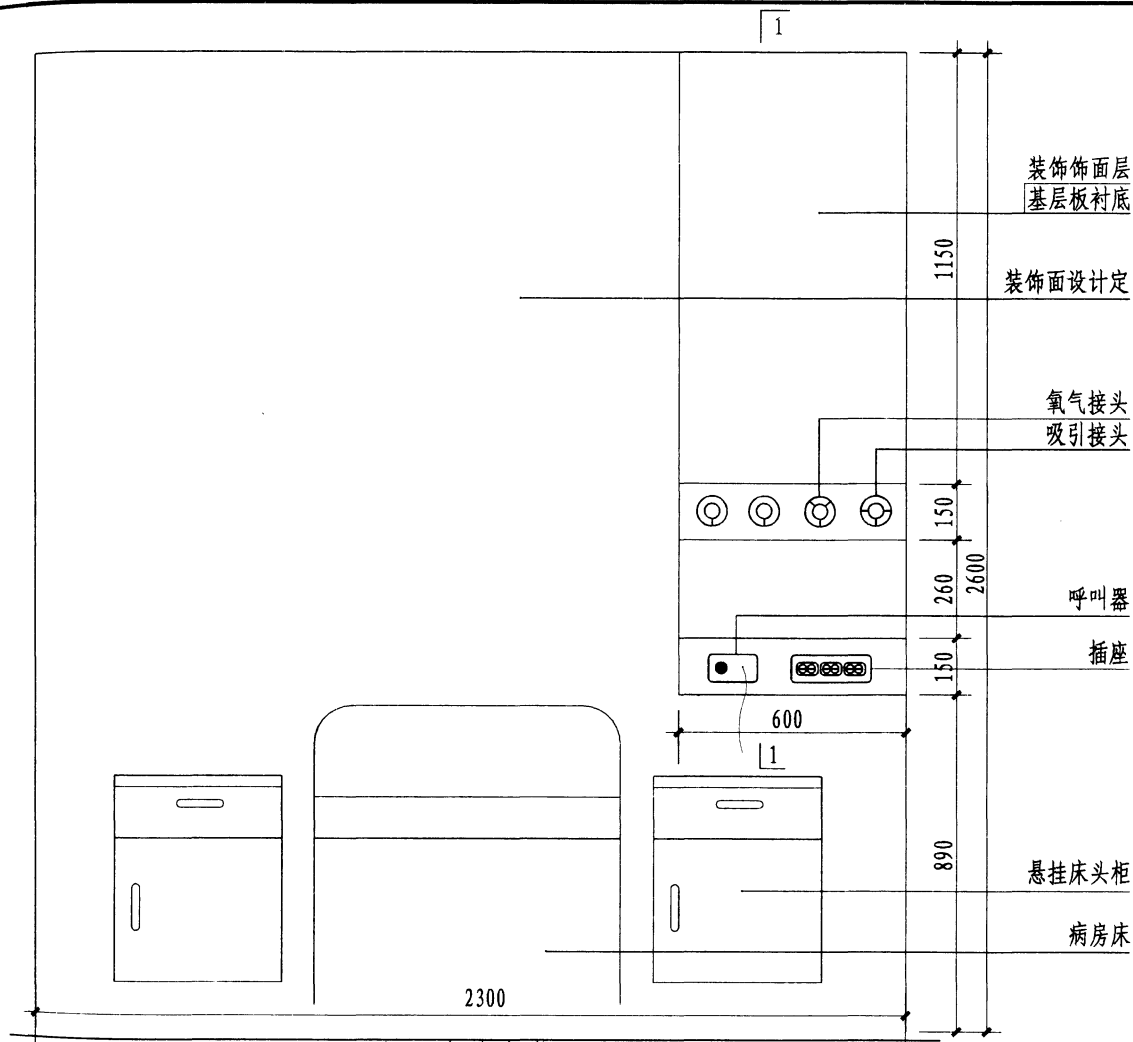 1
装饰饰面层
基层板衬底
1150
装饰面设计定
氧气接头
吸引接头
150
260
2600
呼叫器
插座
150
600
1
890
悬挂床头柜
病房床
2300